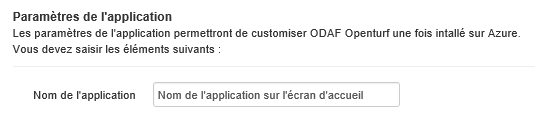 Paramètres de l'application
Les paramètres de l'application permettront de customiser ODAF Openturf une fois intallé sur Azure.
Vous devez saisir les éléments suivants :
Nom de l'application
Nom de l'application sur l'écran d'accueil